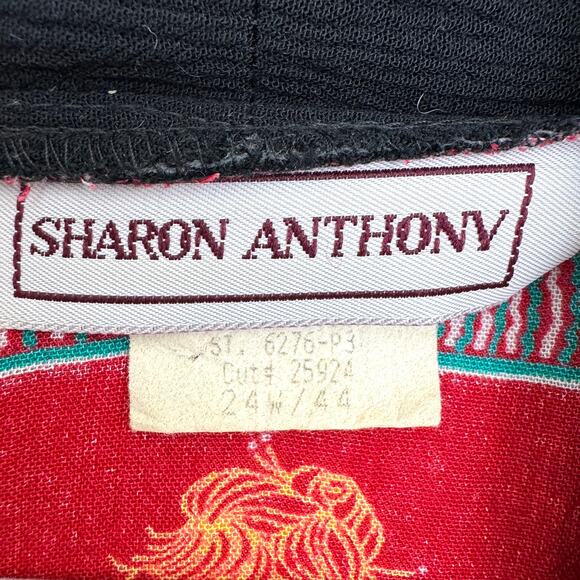 SHARON ANTHONY
ST. 6276-P3
Cut# 25924
24W/44